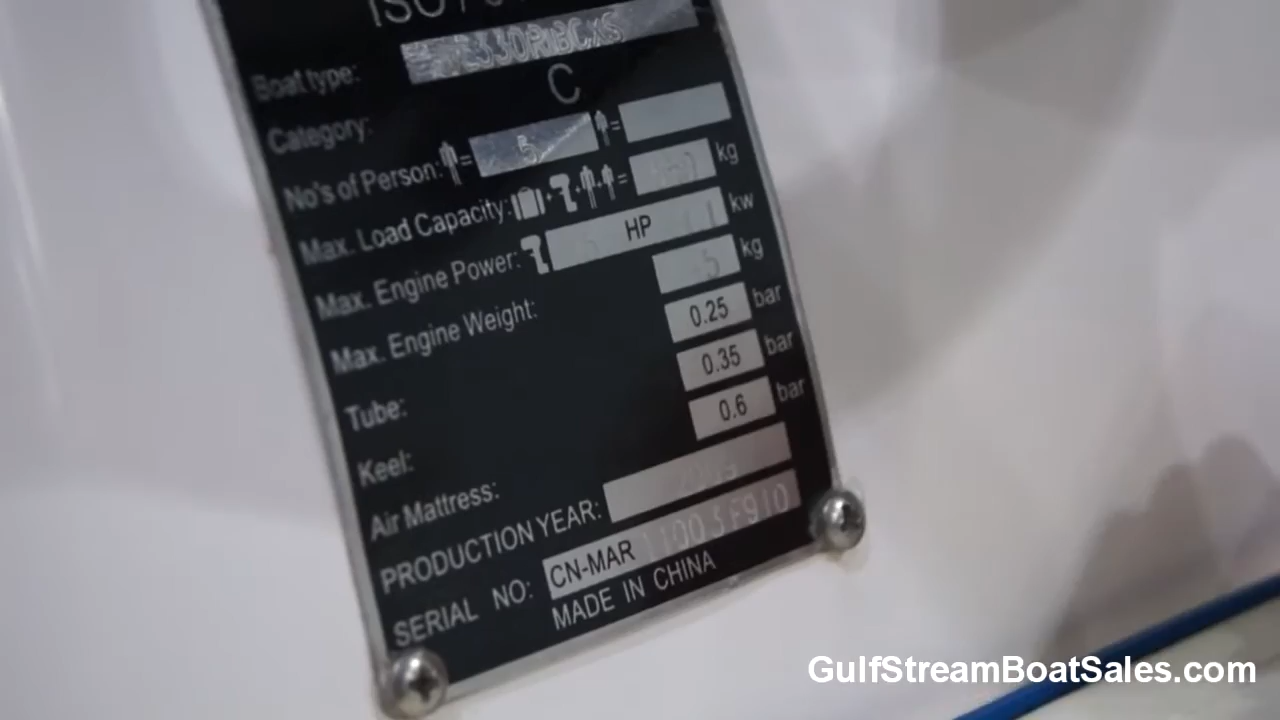 Boat type:
Category: C
No's of Person: = 5 =
Max. Load Capacity: = kg
Max. Engine Power: HP kw
Max. Engine Weight: kg
Tube: 0.25 bar
Keel: 0.35 bar
Air Mattress: 0.6 bar
PRODUCTION YEAR:
SERIAL NO: CN-MAR
MADE IN CHINA
GulfStreamBoatSales.com